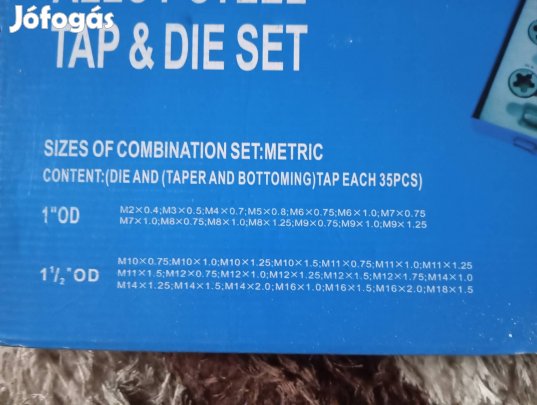 Jófogás
ALLOY STEEL
TAP & DIE SET
SIZES OF COMBINATION SET:METRIC
CONTENT:(DIE AND (TAPER AND BOTTOMING)TAP EACH 35PCS)
1"OD
M2×0.4;M3×0.5;M4×0.7;M5×0.8;M6×0.75;M6×1.0;M7×0.75
M7×1.0;M8×0.75;M8×1.0;M8×1.25;M9×0.75;M9×1.0;M9×1.25
1 1/2"OD
M10×0.75;M10×1.0;M10×1.25;M10×1.5;M11×0.75;M11×1.0;M11×1.25
M11×1.5;M12×0.75;M12×1.0;M12×1.25;M12×1.5;M12×1.75;M14×1.0
M14×1.25;M14×1.5;M14×2.0;M16×1.0;M16×1.5;M16×2.0;M18×1.5